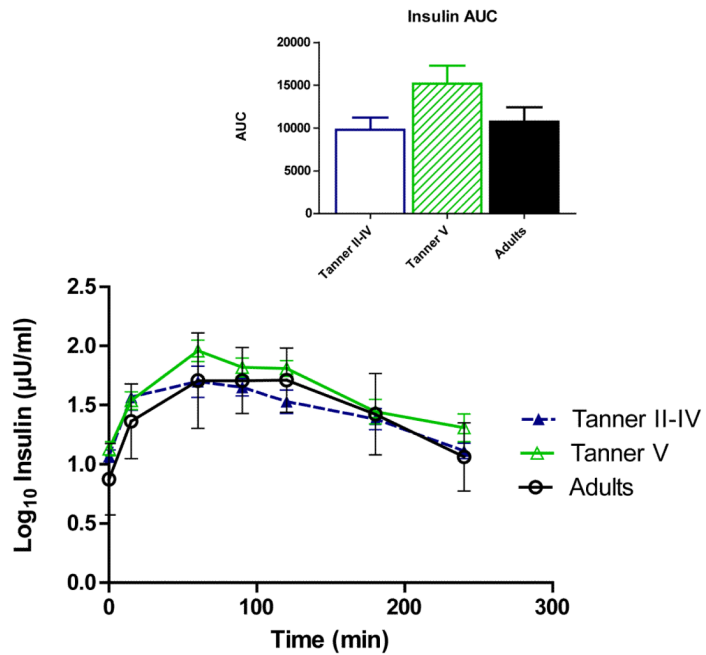 Insulin AUC
20000
15000
10000
5000
0
AUC
Tanner II-IV
Tanner V
Adults
2.5
2.0
1.5
1.0
0.5
0.0
Log10 Insulin (µU/ml)
0
100
200
300
Time (min)
Tanner II-IV
Tanner V
Adults